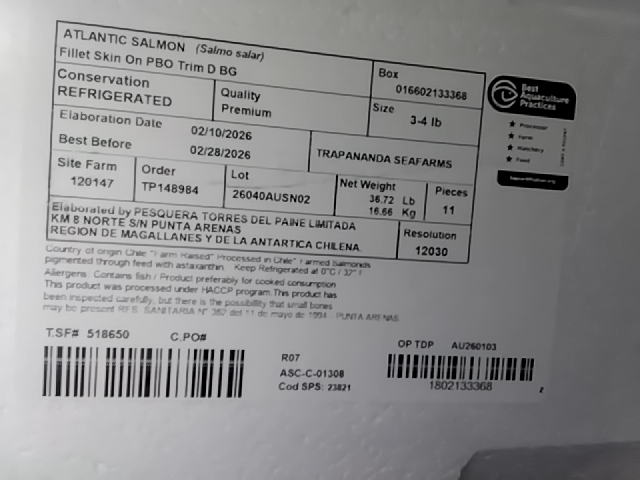 ATLANTIC SALMON (Salmo salar)
Fillet Skin On PBO Trim D BG
Box
016602133368
Conservation
REFRIGERATED
Quality
Premium
Size
3-4 lb
Elaboration Date 02/10/2026
Best Before 02/28/2026
TRAPANANDA SEAFARMS
Site Farm
120147
Order
TP148984
Lot
26040AUSN02
Net Weight
36.72 Lb
16.66 Kg
Pieces
11
Elaborated by PESQUERA TORRES DEL PAINE LIMITADA
KM 8 NORTE S/N PUNTA ARENAS
REGION DE MAGALLANES Y DE LA ANTARTICA CHILENA.
Resolution
12030
Country of origin Chile "Farm Raised" Processed in Chile" Farmed Salmonids
pigmented through feed with astaxanthin. Keep Refrigerated at 0°C / 32°
Allergens: Contains fish / Product preferably for cooked consumption
This product was processed under HACCP program. This product has
been inspected carefully, but there is the possibility that small bones
may be present RES. SANITARIA N° 362 del 11 de mayo de 1994 - PUNTA ARENAS
T.SF# 518650
C.PO#
R07
ASC-C-01308
Cod SPS: 23821
OP TDP AU260103
1802133368
Best
Aquaculture
Practices
Processor
Farm
Hatchery
Feed